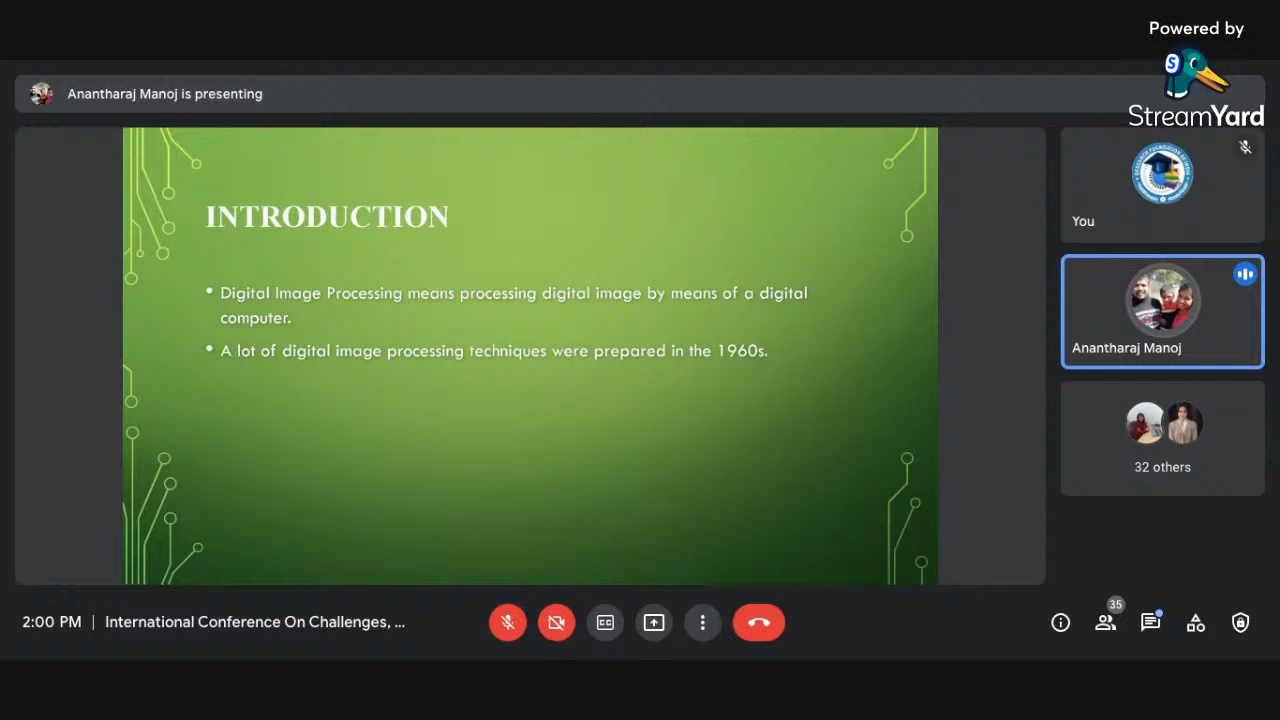 Powered by
StreamYard
Anantharaj Manoj is presenting
INTRODUCTION
• Digital Image Processing means processing digital image by means of a digital
computer.
• A lot of digital image processing techniques were prepared in the 1960s.
You
Anantharaj Manoj
32 others
2:00 PM | International Conference On Challenges, ...
CC
35